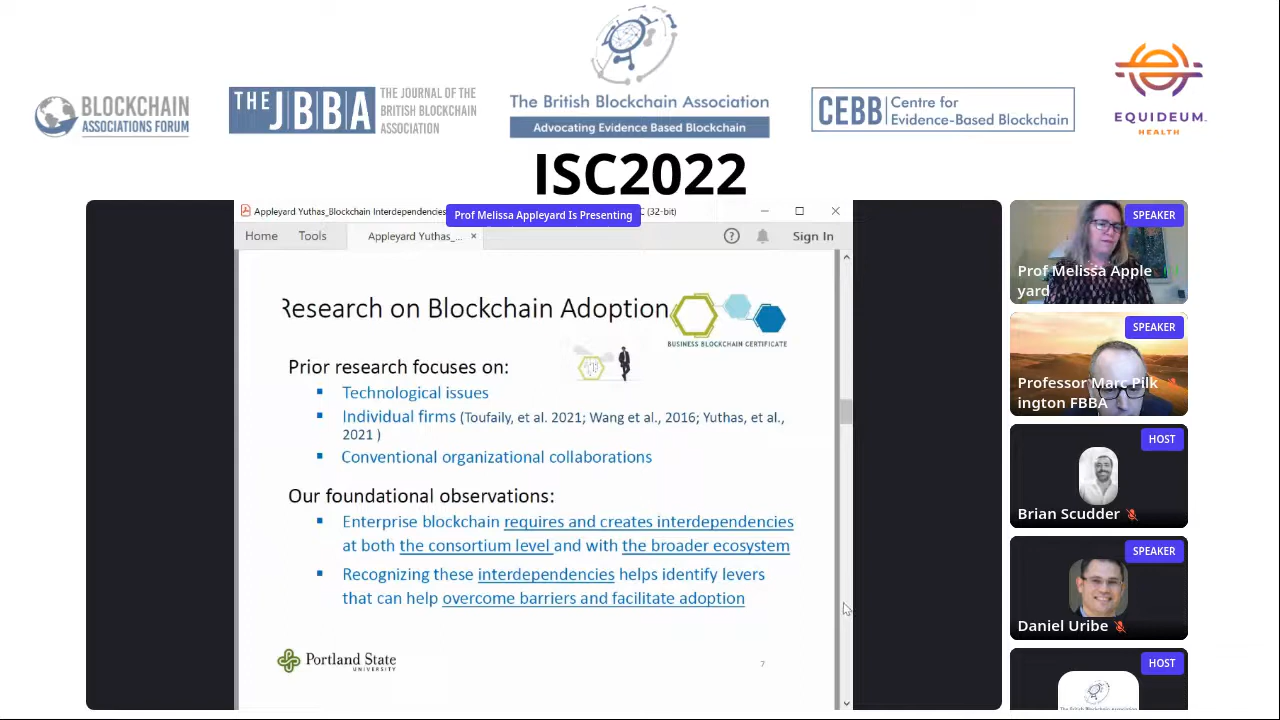 BLOCKCHAIN
ASSOCIATIONS FORUM
THE JBBA
THE JOURNAL OF THE
BRITISH BLOCKCHAIN
ASSOCIATION
The British Blockchain Association
Advocating Evidence Based Blockchain
CEBB
Centre for
Evidence-Based Blockchain
EQUIDEUM.
HEALTH
ISC2022
Appleyard Yuthas_Blockchain Interdependencies
Prof Melissa Appleyard Is Presenting
C (32-bit)
Home
Tools
Appleyard Yuthas_...
×
?
Sign In
Research on Blockchain Adoption
BUSINESS BLOCKCHAIN CERTIFICATE
Prior research focuses on:
▪ Technological issues
▪ Individual firms (Toufaily, et al. 2021; Wang et al., 2016; Yuthas, et al.,
2021 )
▪ Conventional organizational collaborations
Our foundational observations:
▪ Enterprise blockchain requires and creates interdependencies
at both the consortium level and with the broader ecosystem
▪ Recognizing these interdependencies helps identify levers
that can help overcome barriers and facilitate adoption
Portland State
UNIVERSITY
7
SPEAKER
Prof Melissa Apple
yard
SPEAKER
Professor Marc Pilk
ington FBBA
HOST
Brian Scudder
SPEAKER
Daniel Uribe
HOST
The British Blockchain Association